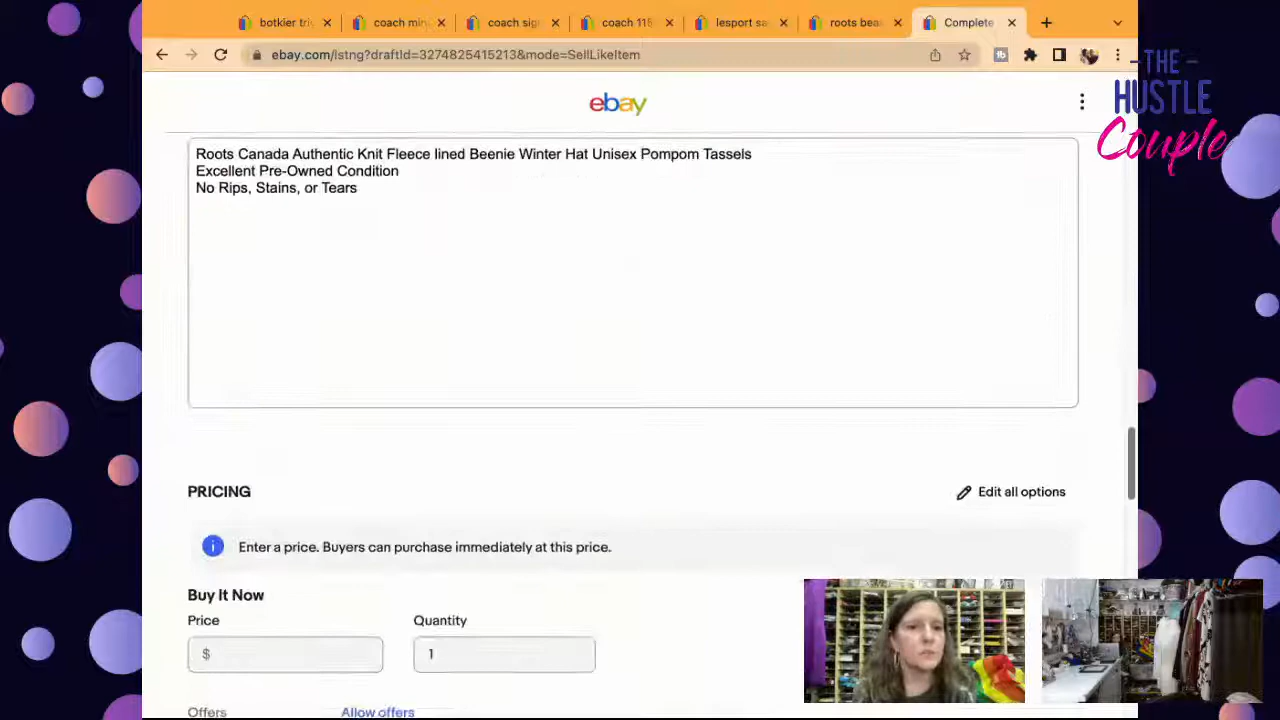 botkier tri
coach min
coach sig
coach 115
lesport sa
roots bea
Complete
ebay.com/lstng?draftId=3274825415213&mode=SellLikeItem
THE
HUSTLE
Couple
ebay
Roots Canada Authentic Knit Fleece lined Beenie Winter Hat Unisex Pompom Tassels
Excellent Pre-Owned Condition
No Rips, Stains, or Tears
PRICING
Edit all options
Enter a price. Buyers can purchase immediately at this price.
Buy It Now
Price Quantity
$ 1
Offers Allow offers